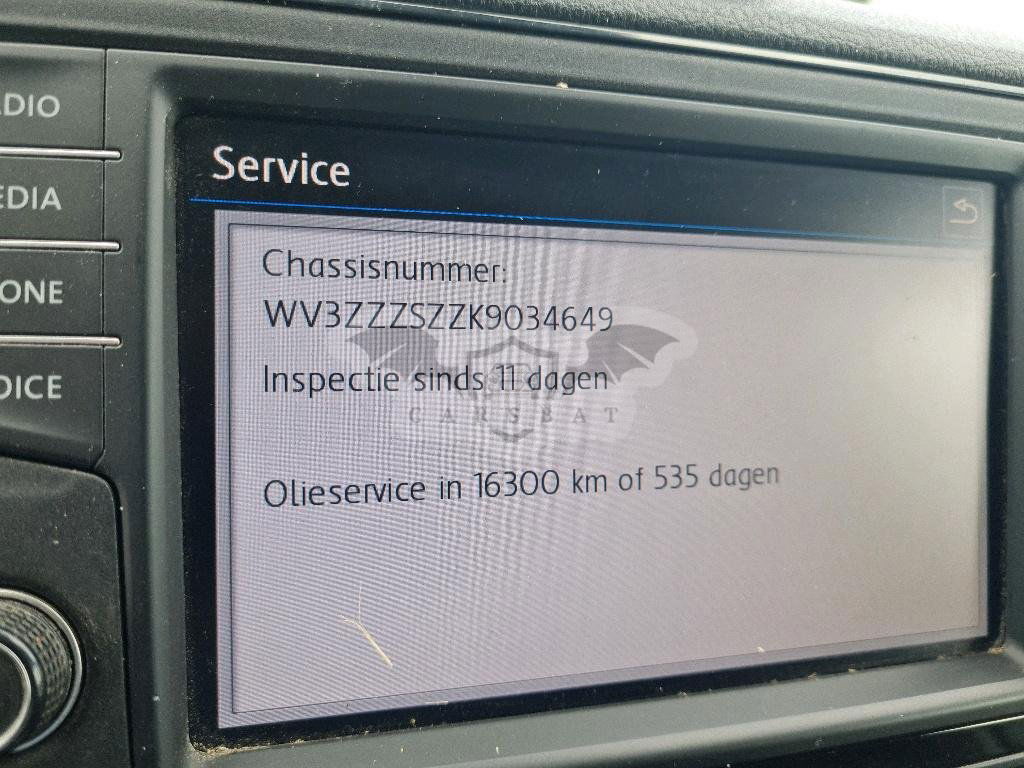 Service
Chassisnummer:
WV3ZZZSZZK9034649
Inspectie sinds 11 dagen
CARSBAT
Olieservice in 16300 km of 535 dagen
ADIO
EDIA
ONE
OICE